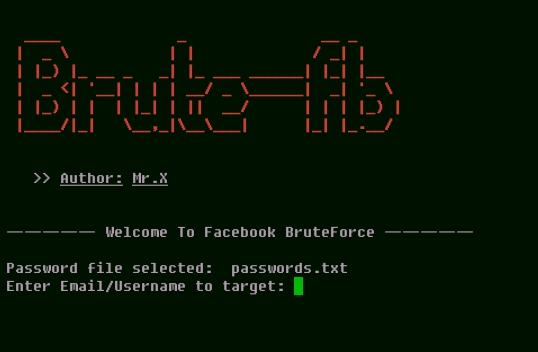 Brute-fb
>> Author: Mr.X
────── Welcome To Facebook BruteForce ──────
Password file selected: passwords.txt
Enter Email/Username to target: